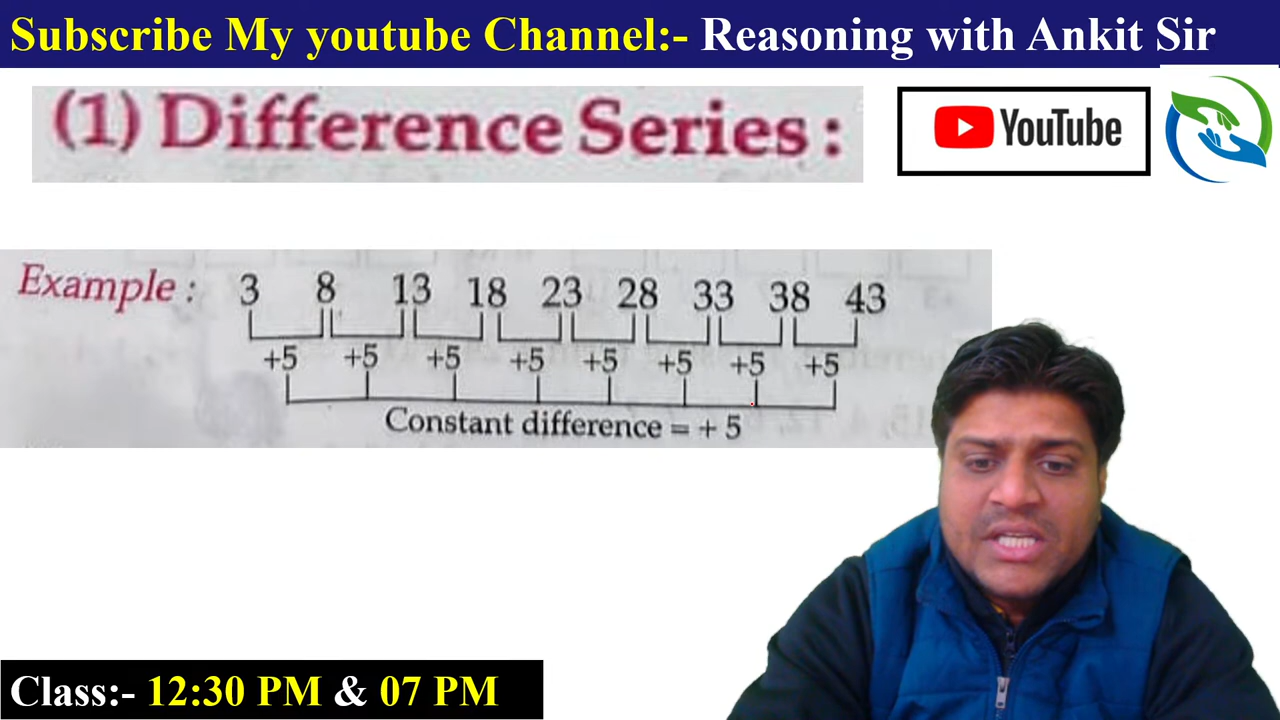 Subscribe My youtube Channel:- Reasoning with Ankit Sir
(1) Difference Series :
YouTube
Example : 3 8 13 18 23 28 33 38 43
+5 +5 +5 +5 +5 +5 +5 +5
Constant difference = + 5
Class:- 12:30 PM & 07 PM